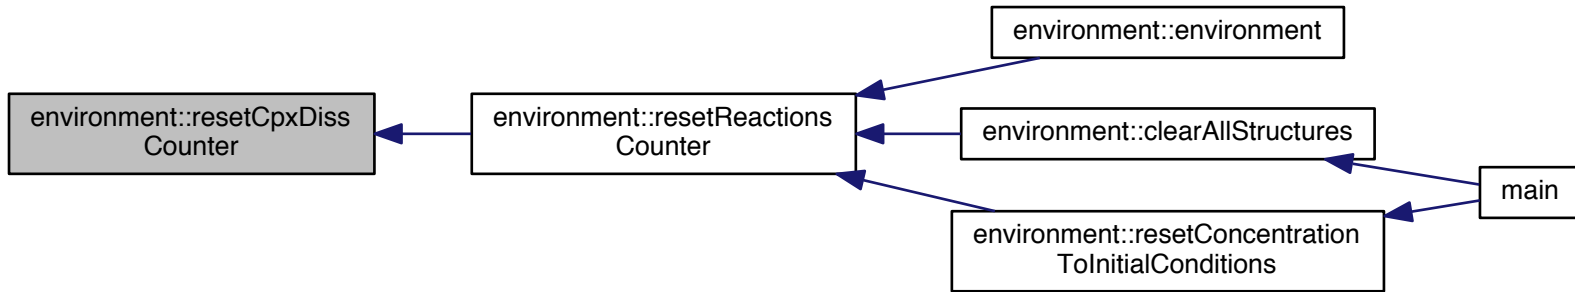 environment::resetCpxDiss
Counter
environment::resetReactions
Counter
environment::environment
environment::clearAllStructures
environment::resetConcentration
ToInitialConditions
main